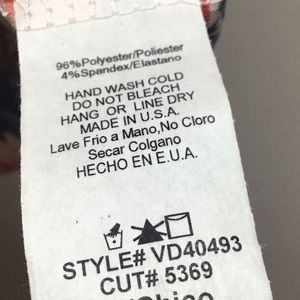 96%Polyester/Poliester
4%Spandex/Elastano
HAND WASH COLD
DO NOT BLEACH
HANG OR LINE DRY
MADE IN U.S.A.
Lave Frio a Mano,No Cloro
Secar Colgano
HECHO EN E.U.A.
STYLE# VD40493
CUT# 5369